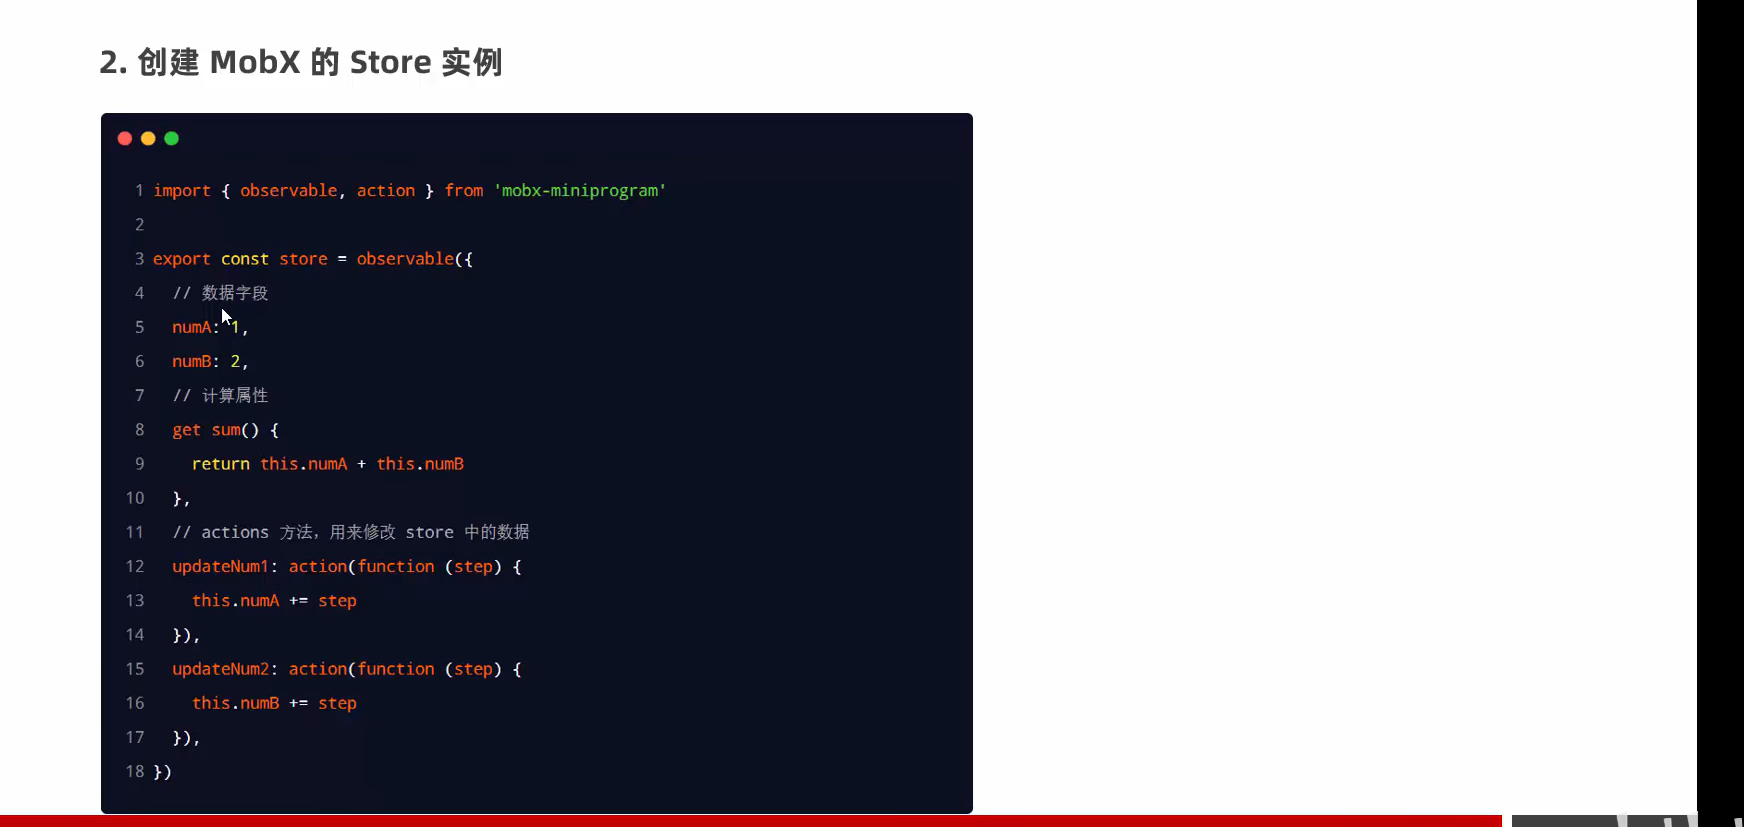 2. 创建 MobX 的 Store 实例
1 import { observable, action } from 'mobx-miniprogram'
2
3 export const store = observable({
4   // 数据字段
5   numA: 1,
6   numB: 2,
7   // 计算属性
8   get sum() {
9     return this.numA + this.numB
10   },
11   // actions 方法，用来修改 store 中的数据
12   updateNum1: action(function (step) {
13     this.numA += step
14   }),
15   updateNum2: action(function (step) {
16     this.numB += step
17   }),
18 })